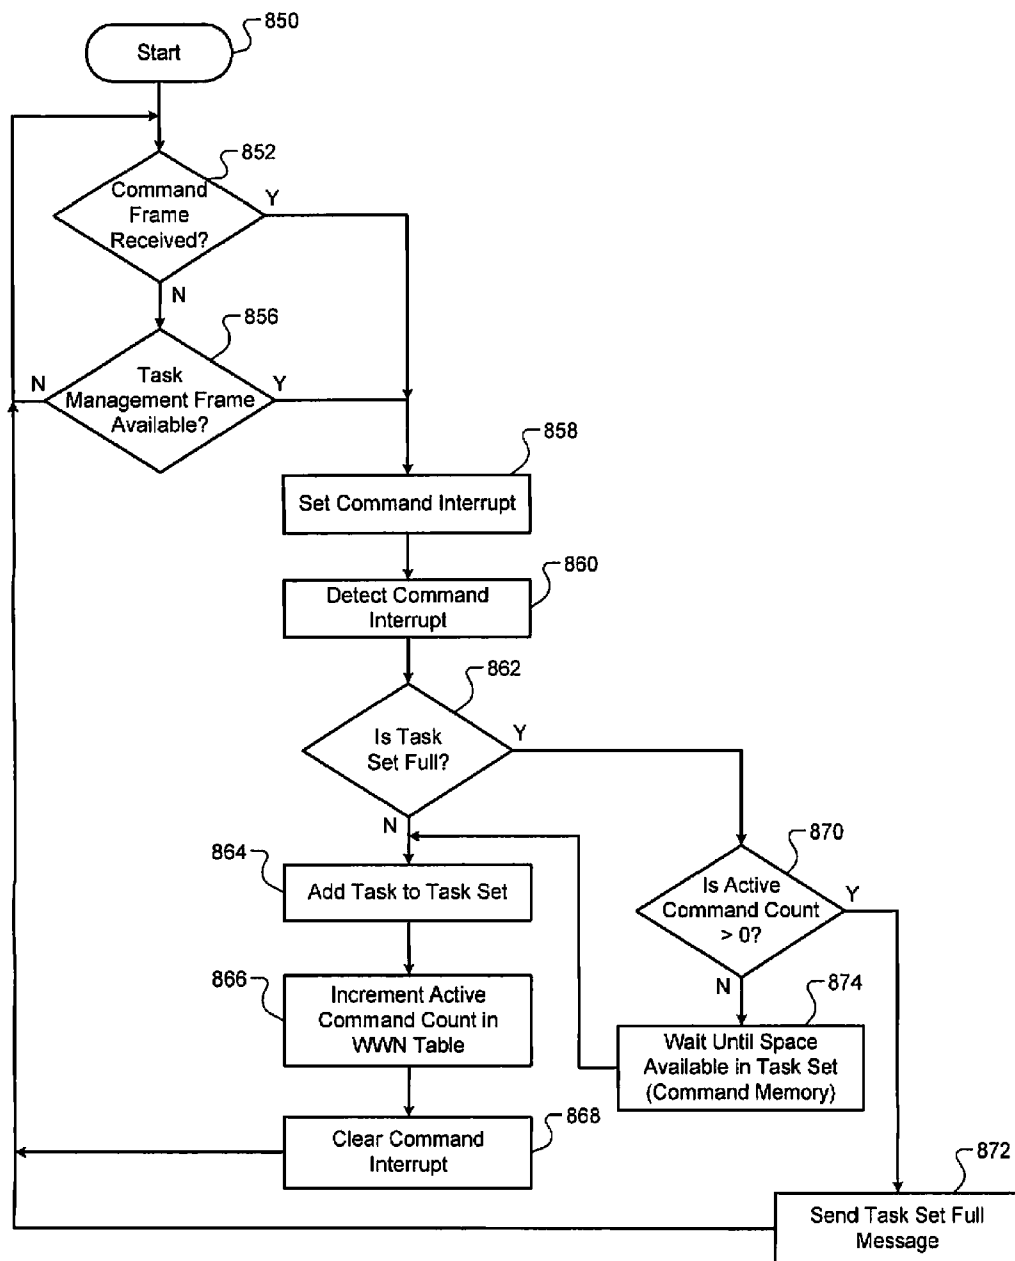 850
Start
852
Command
Frame
Received?
Y
N
856
Task
Management Frame
Available?
N
Y
858
Set Command Interrupt
860
Detect Command
Interrupt
862
Is Task
Set Full?
Y
N
864
Add Task to Task Set
870
Is Active
Command Count
> 0?
Y
N
866
Increment Active
Command Count in
WWN Table
874
Wait Until Space
Available in Task Set
(Command Memory)
868
Clear Command
Interrupt
872
Send Task Set Full
Message